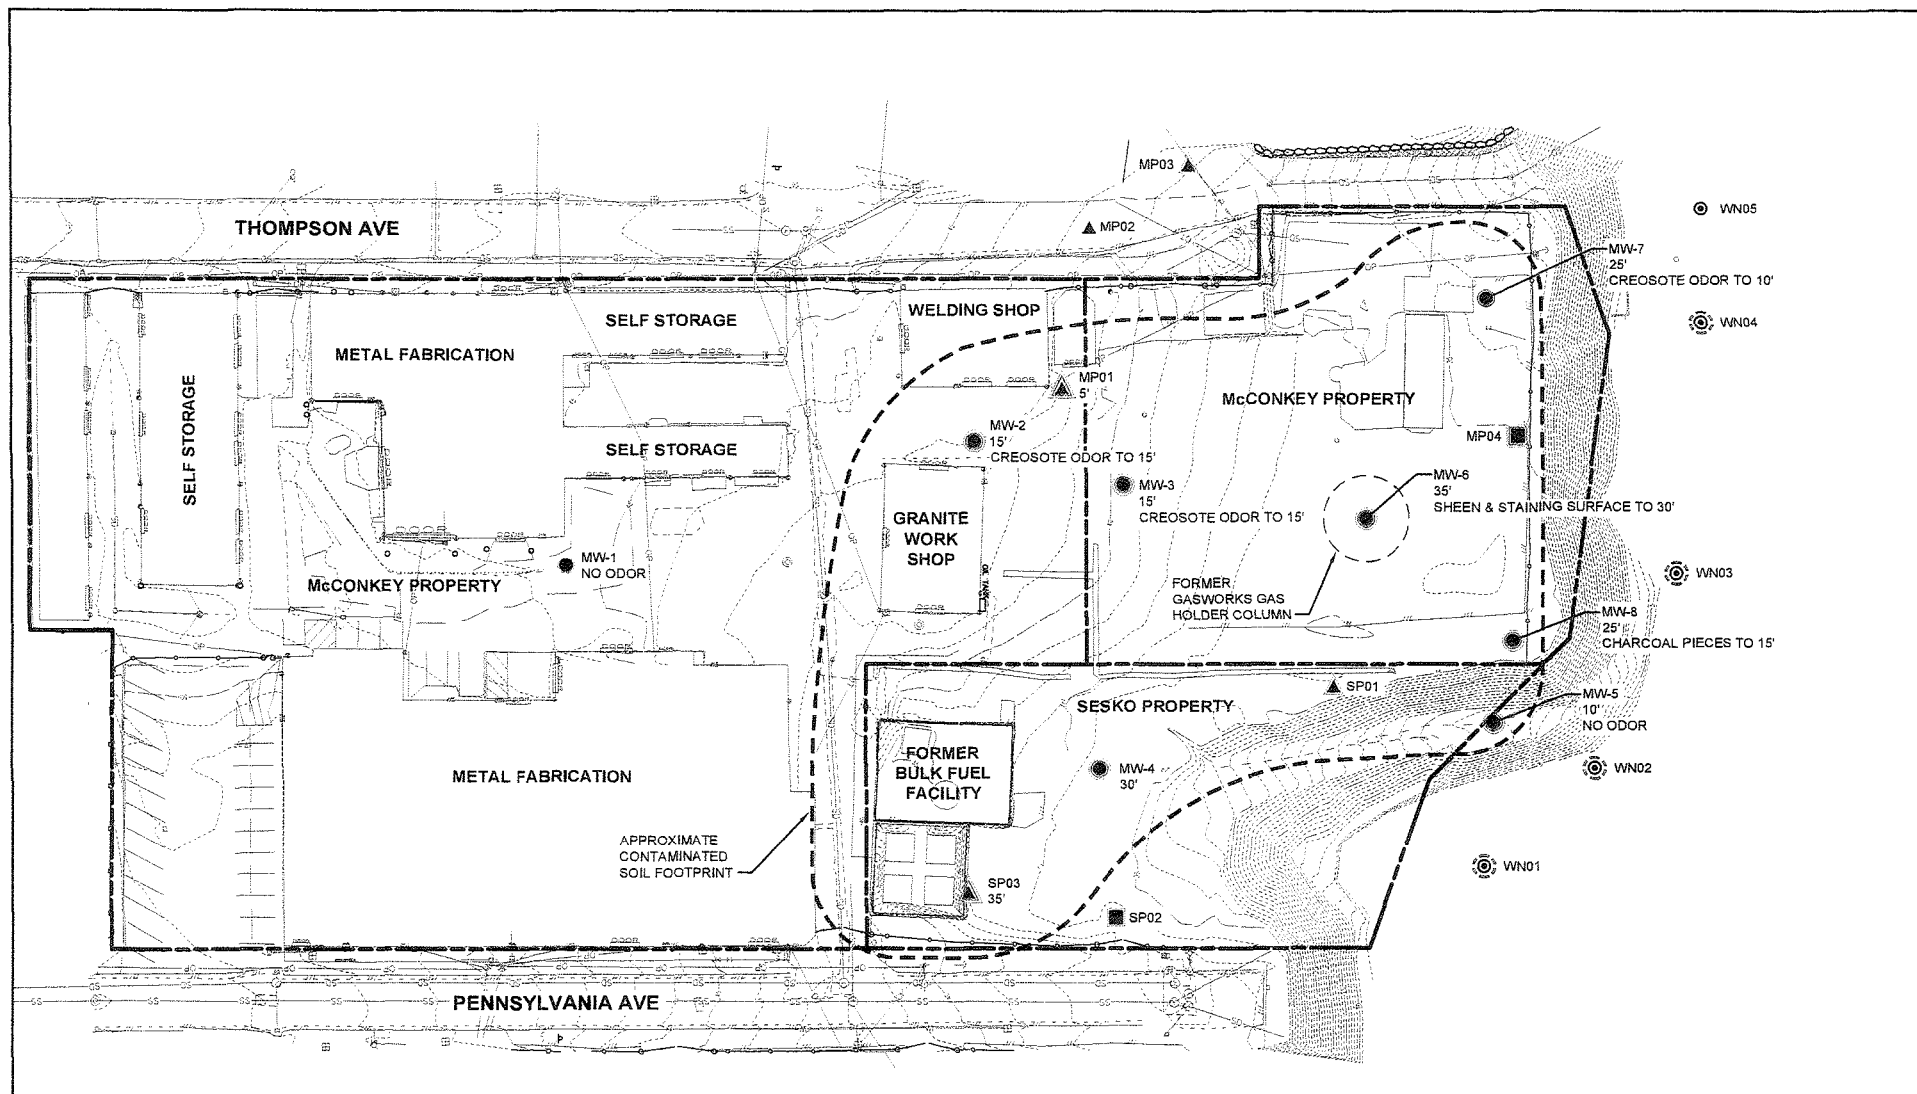 MP03
WN05
THOMPSON AVE
MP02
MW-7
25'
CREOSOTE ODOR TO 10'
WELDING SHOP
SELF STORAGE
WN04
METAL FABRICATION
MP01
5'
McCONKEY PROPERTY
SELF STORAGE
MW-2
15'
CREOSOTE ODOR TO 15'
MP04
SELF STORAGE
MW-6
35'
SHEEN & STAINING SURFACE TO 30'
MW-3
15'
CREOSOTE ODOR TO 15'
GRANITE
WORK
SHOP
MW-1
NO ODOR
OIL TANK
McCONKEY PROPERTY
FORMER
GASWORKS GAS
HOLDER COLUMN
WN03
MW-8
25'
CHARCOAL PIECES TO 15'
SP01
SESKO PROPERTY
MW-5
10'
NO ODOR
FORMER
BULK FUEL
FACILITY
METAL FABRICATION
MW-4
30'
WN02
APPROXIMATE
CONTAMINATED
SOIL FOOTPRINT
WN01
SP03
35'
SP02
PENNSYLVANIA AVE